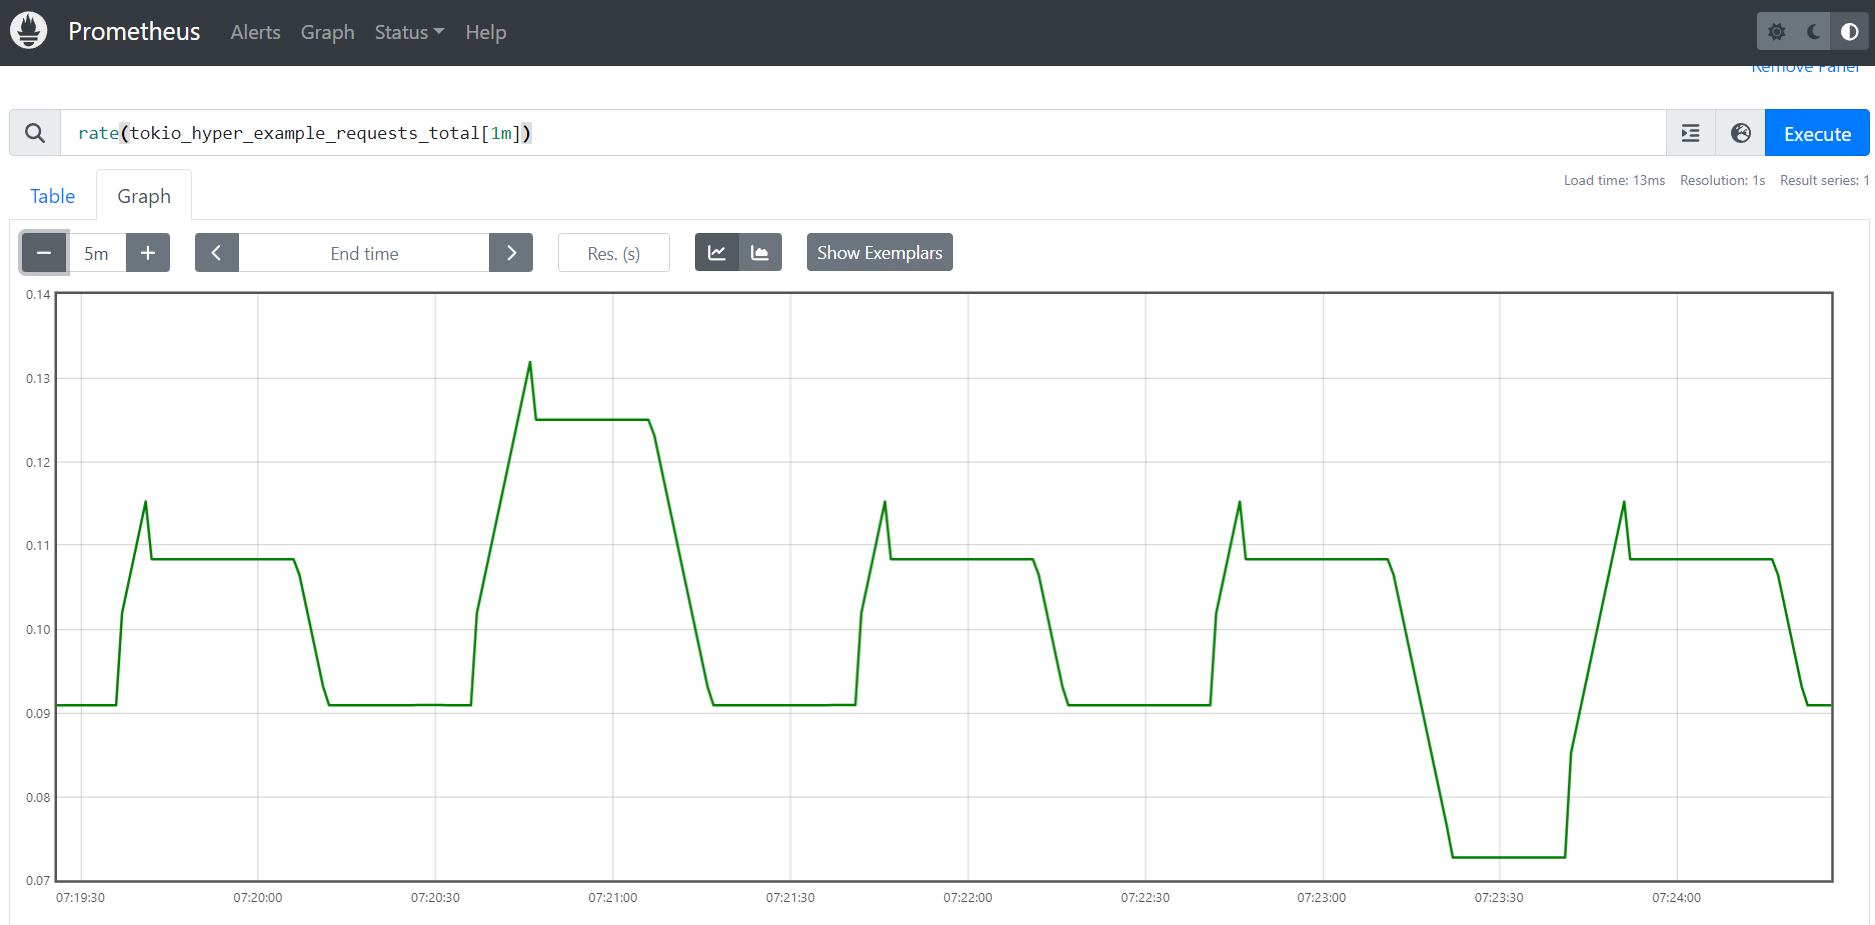 Prometheus Alerts Graph Status Help
Remove Panel
rate(tokio_hyper_example_requests_total[1m]) Execute
Table Graph Load time: 13ms Resolution: 1s Result series: 1
− 5m + End time Res. (s) Show Exemplars
0.14
0.13
0.12
0.11
0.10
0.09
0.08
0.07
07:19:30 07:20:00 07:20:30 07:21:00 07:21:30 07:22:00 07:22:30 07:23:00 07:23:30 07:24:00